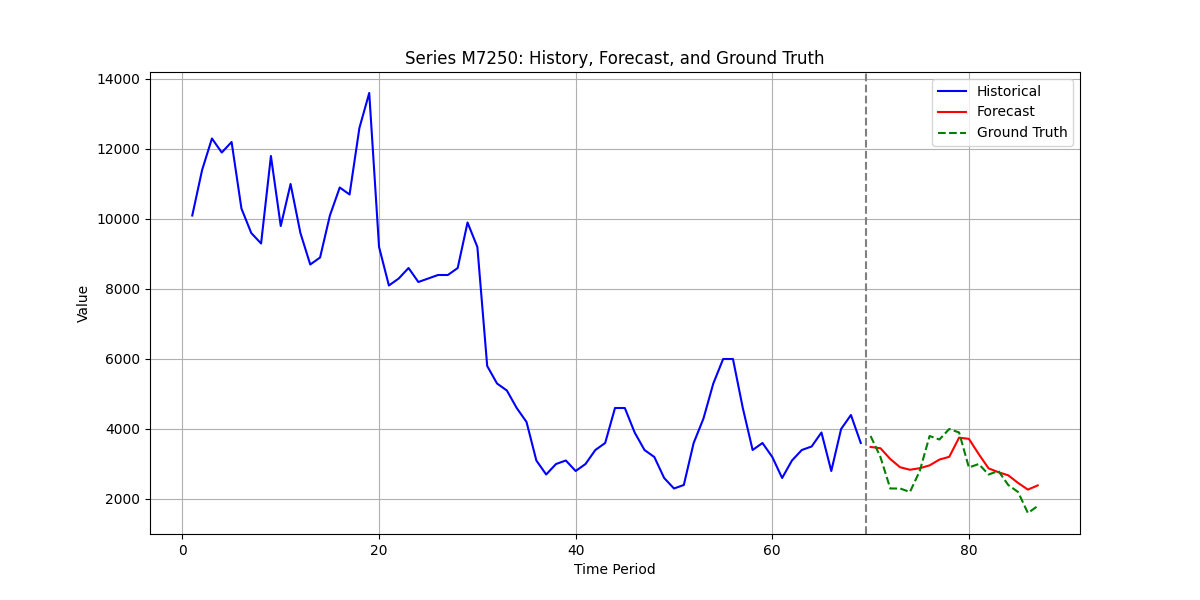 Series M7250: History, Forecast, and Ground Truth
Historical
Forecast
Ground Truth
14000
12000
10000
8000
6000
4000
2000
Value
0 20 40 60 80
Time Period